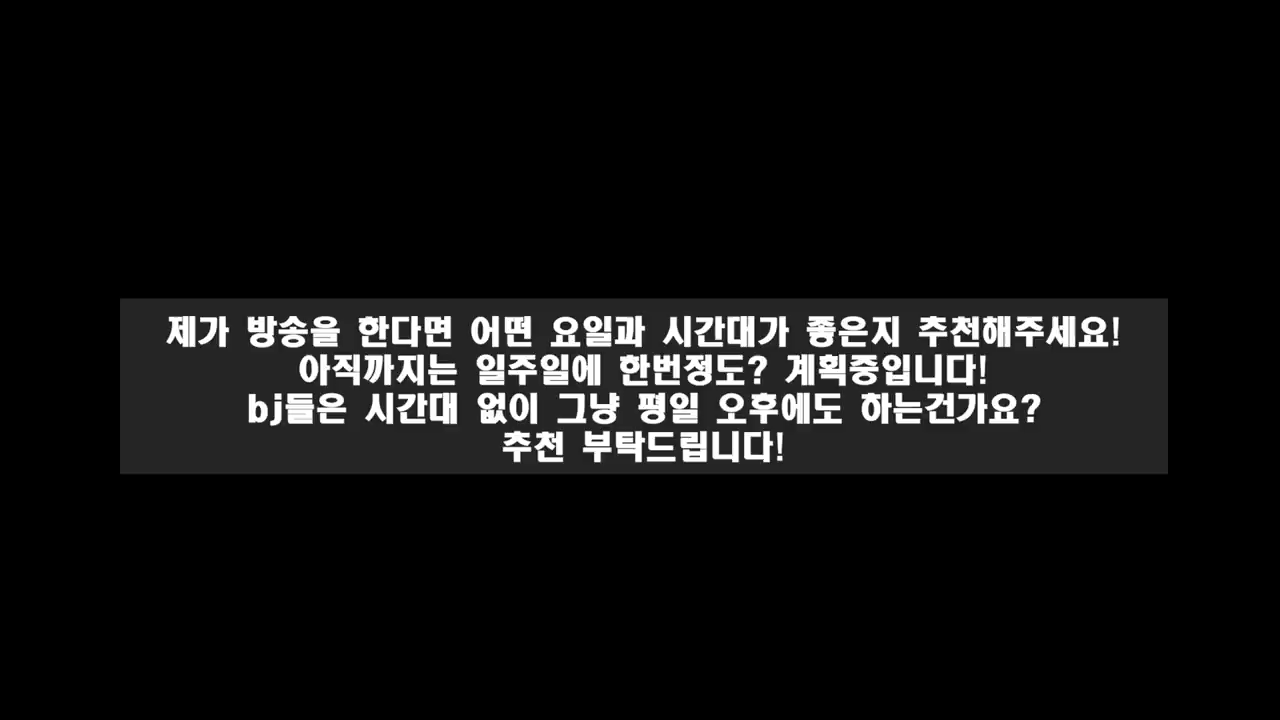 제가 방송을 한다면 어떤 요일과 시간대가 좋은지 추천해주세요!
아직까지는 일주일에 한번정도? 계획중입니다!
bj들은 시간대 없이 그냥 평일 오후에도 하는건가요?
추천 부탁드립니다!